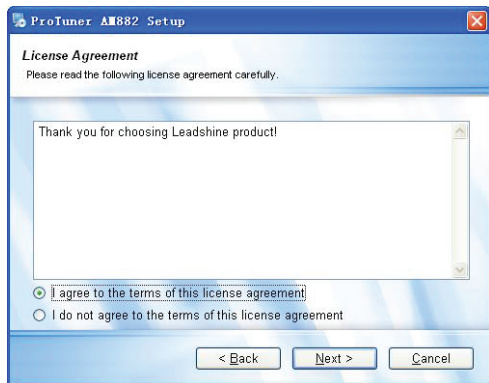 ProTuner AM882 Setup
License Agreement
Please read the following license agreement carefully.
Thank you for choosing Leadshine product!
I agree to the terms of this license agreement
I do not agree to the terms of this license agreement
< Back Next > Cancel